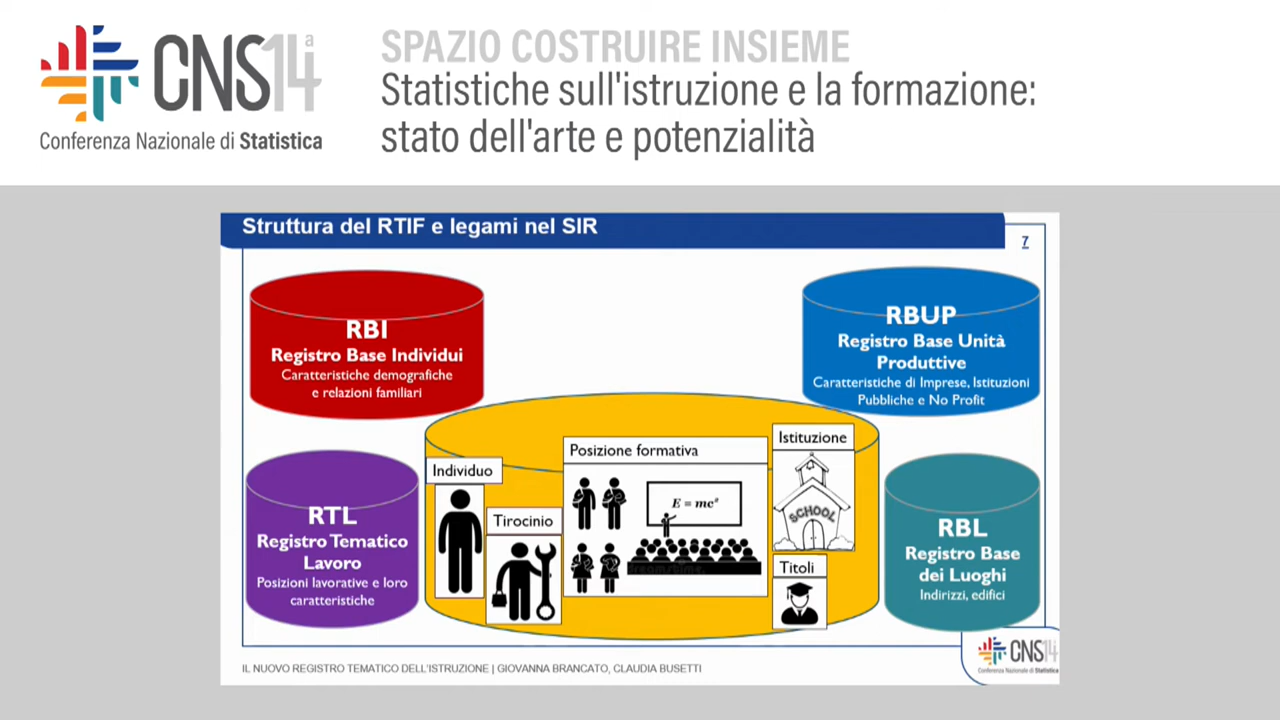 CNS14ª
Conferenza Nazionale di Statistica
SPAZIO COSTRUIRE INSIEME
Statistiche sull'istruzione e la formazione:
stato dell'arte e potenzialità
Struttura del RTIF e legami nel SIR
7
RBI
Registro Base Individui
Caratteristiche demografiche
e relazioni familiari
RBUP
Registro Base Unità
Produttive
Caratteristiche di Imprese, Istituzioni
Pubbliche e No Profit
RTL
Registro Tematico
Lavoro
Posizioni lavorative e loro
caratteristiche
Individuo
Tirocinio
Posizione formativa
E = mc²
dreamstime.
Istituzione
SCHOOL
Titoli
RBL
Registro Base
dei Luoghi
Indirizzi, edifici
IL NUOVO REGISTRO TEMATICO DELL'ISTRUZIONE | GIOVANNA BRANCATO, CLAUDIA BUSETTI
CNS14
Conferenza Nazionale di Statistica